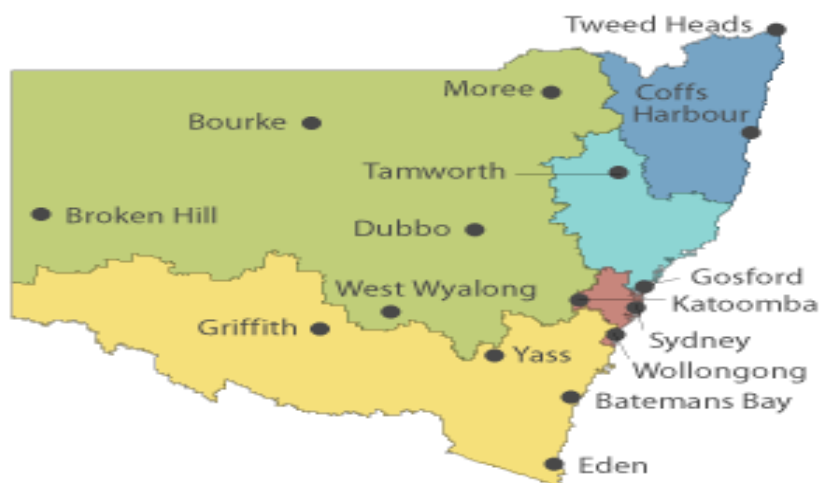 Tweed Heads
Moree
Coffs
Harbour
Bourke
Tamworth
Broken Hill
Dubbo
Gosford
West Wyalong
Katoomba
Griffith
Sydney
Yass
Wollongong
Batemans Bay
Eden